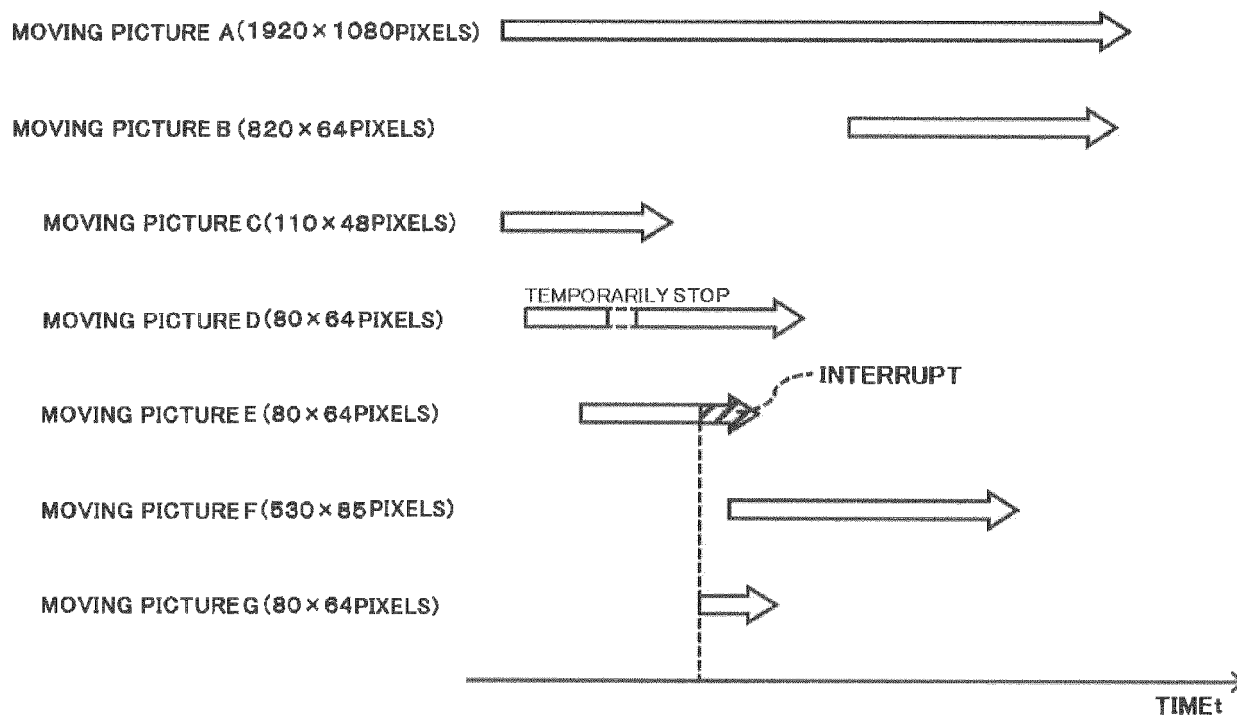 MOVING PICTURE A(1920×1080PIXELS)
MOVING PICTURE B (820×64PIXELS)
MOVING PICTURE C(110×48PIXELS)
TEMPORARILY STOP
MOVING PICTURE D(80×64PIXELS)
INTERRUPT
MOVING PICTURE E (80×64PIXELS)
MOVING PICTURE F(530×85PIXELS)
MOVING PICTURE G(80×64PIXELS)
TIMEt